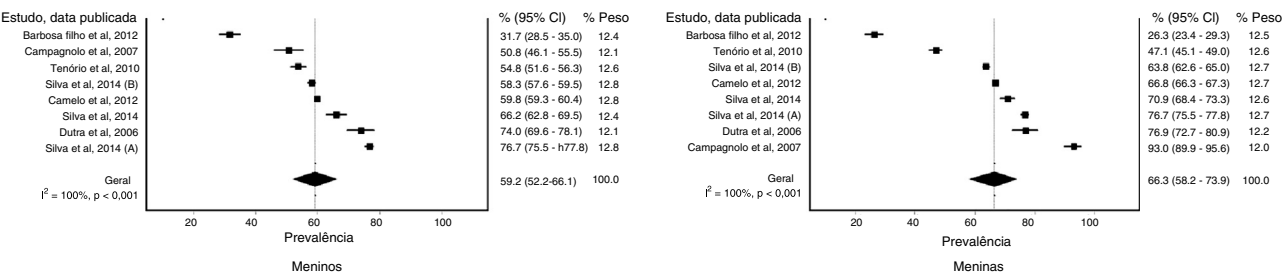 Estudo, data publicada % (95% CI) % Peso
Barbosa filho et al, 2012 31.7 (28.5 - 35.0) 12.4
Campagnolo et al, 2007 50.8 (46.1 - 55.5) 12.1
Tenório et al, 2010 54.8 (51.6 - 56.3) 12.6
Silva et al, 2014 (B) 58.3 (57.6 - 59.5) 12.8
Camelo et al, 2012 59.8 (59.3 - 60.4) 12.8
Silva et al, 2014 66.2 (62.8 - 69.5) 12.4
Dutra et al, 2006 74.0 (69.6 - 78.1) 12.1
Silva et al, 2014 (A) 76.7 (75.5 - h77.8) 12.8
Geral 59.2 (52.2-66.1) 100.0
I² = 100%, p < 0,001
20 40 60 80 100
Prevalência
Meninos
Estudo, data publicada % (95% CI) % Peso
Barbosa filho et al, 2012 26.3 (23.4 - 29.3) 12.5
Tenório et al, 2010 47.1 (45.1 - 49.0) 12.6
Silva et al, 2014 (B) 63.8 (62.6 - 65.0) 12.7
Camelo et al, 2012 66.8 (66.3 - 67.3) 12.7
Silva et al, 2014 70.9 (68.4 - 73.3) 12.6
Silva et al, 2014 (A) 76.7 (75.5 - 77.8) 12.7
Dutra et al, 2006 76.9 (72.7 - 80.9) 12.2
Campagnolo et al, 2007 93.0 (89.9 - 95.6) 12.0
Geral 66.3 (58.2 - 73.9) 100.0
I² = 100%, p < 0,001
20 40 60 80 100
Prevalência
Meninas